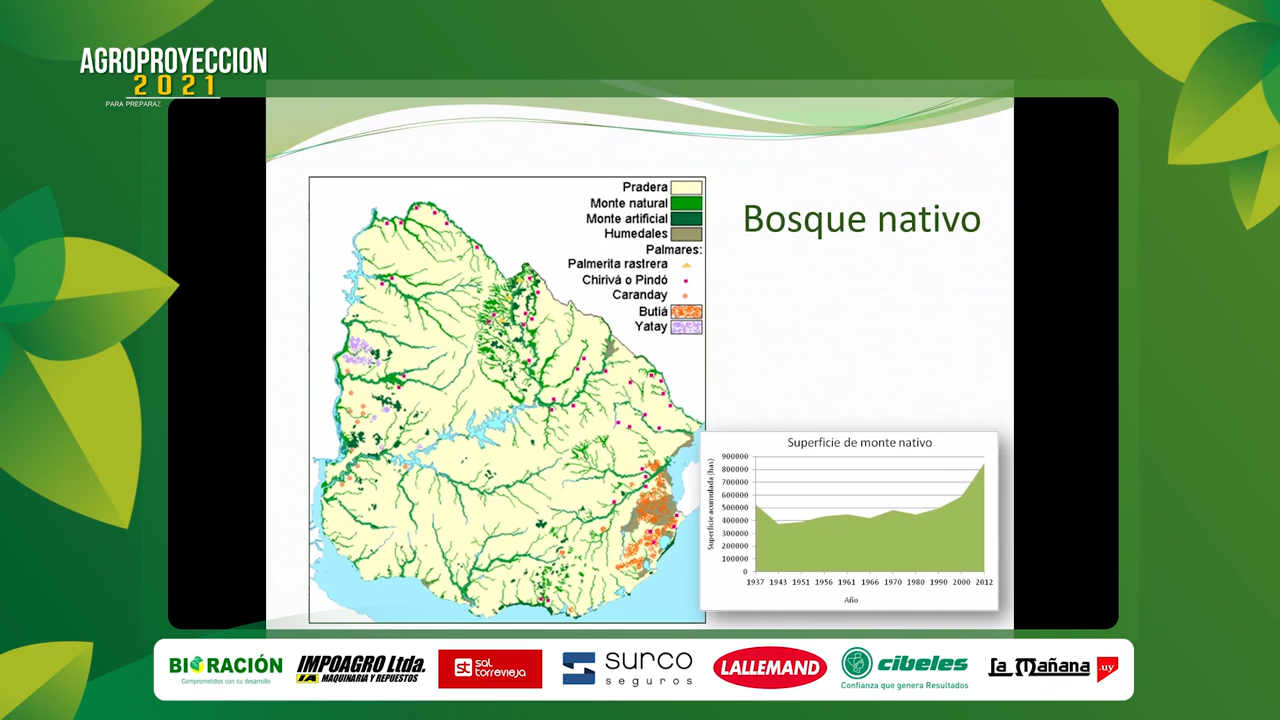 AGROPROYECCION
2021
PARA PREPARAZ
Bosque nativo
Pradera
Monte natural
Monte artificial
Humedales
Palmares:
Palmerita rastrera
Chirivá o Pindó
Caranday
Butiá
Yatay
Superficie de monte nativo
Superficie acumulada (has)
900000
800000
700000
600000
500000
400000
300000
200000
100000
0
1937 1943 1951 1956 1961 1966 1970 1980 1990 2000 2012
Año
BIORACIÓN
Comprometidos con su desarrollo
IMPOAGRO Ltda.
IA MAQUINARIA Y REPUESTOS
st sal torrevieja
surco
seguros
LALLEMAND
cibeles
Confianza que genera Resultados
La Mañana .uy